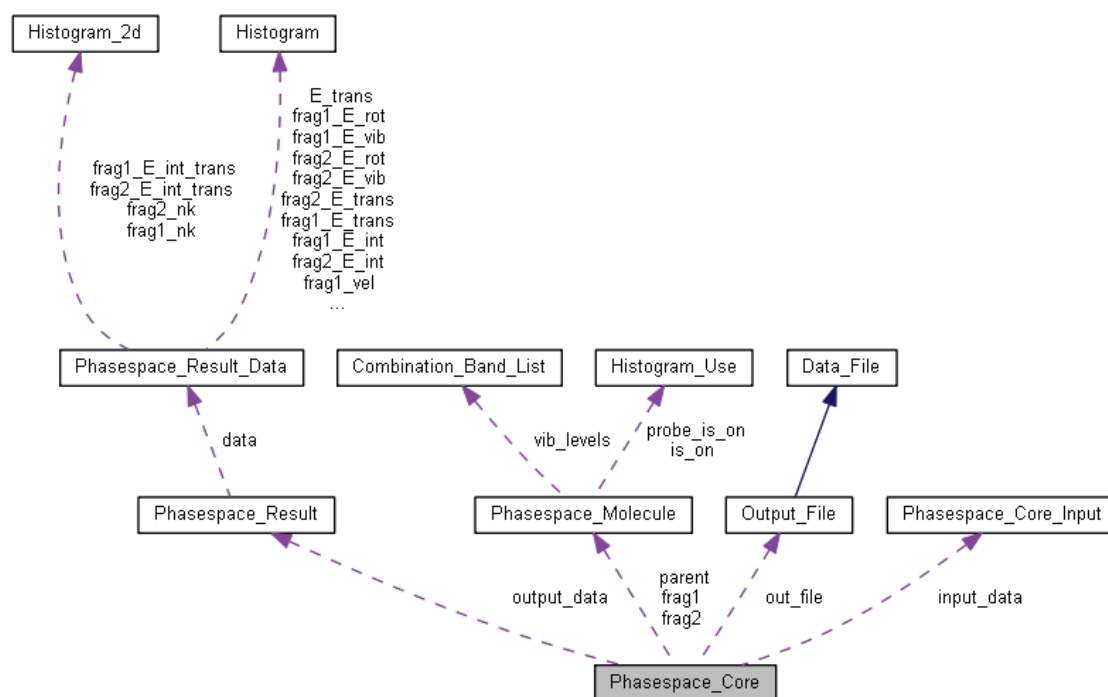 Histogram_2d
Histogram
E_trans
frag1_E_rot
frag1_E_vib
frag2_E_rot
frag2_E_vib
frag2_E_trans
frag1_E_trans
frag1_E_int
frag2_E_int
frag1_vel
...
frag1_E_int_trans
frag2_E_int_trans
frag2_nk
frag1_nk
Phasespace_Result_Data
Combination_Band_List
Histogram_Use
Data_File
data
vib_levels
probe_is_on
is_on
Phasespace_Result
Phasespace_Molecule
Output_File
Phasespace_Core_Input
output_data
parent
frag1
frag2
out_file
input_data
Phasespace_Core